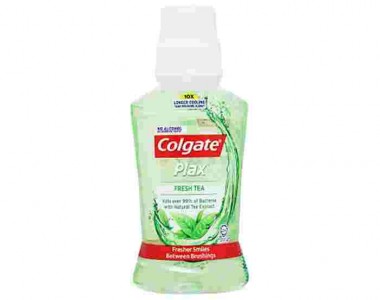 10X
LONGER COOLING
NO ALCOHOL
Colgate
Plax
FRESH TEA
Kills over 99% of Bacteria
with Natural Tea Extract
Fresher Smiles
Between Brushings